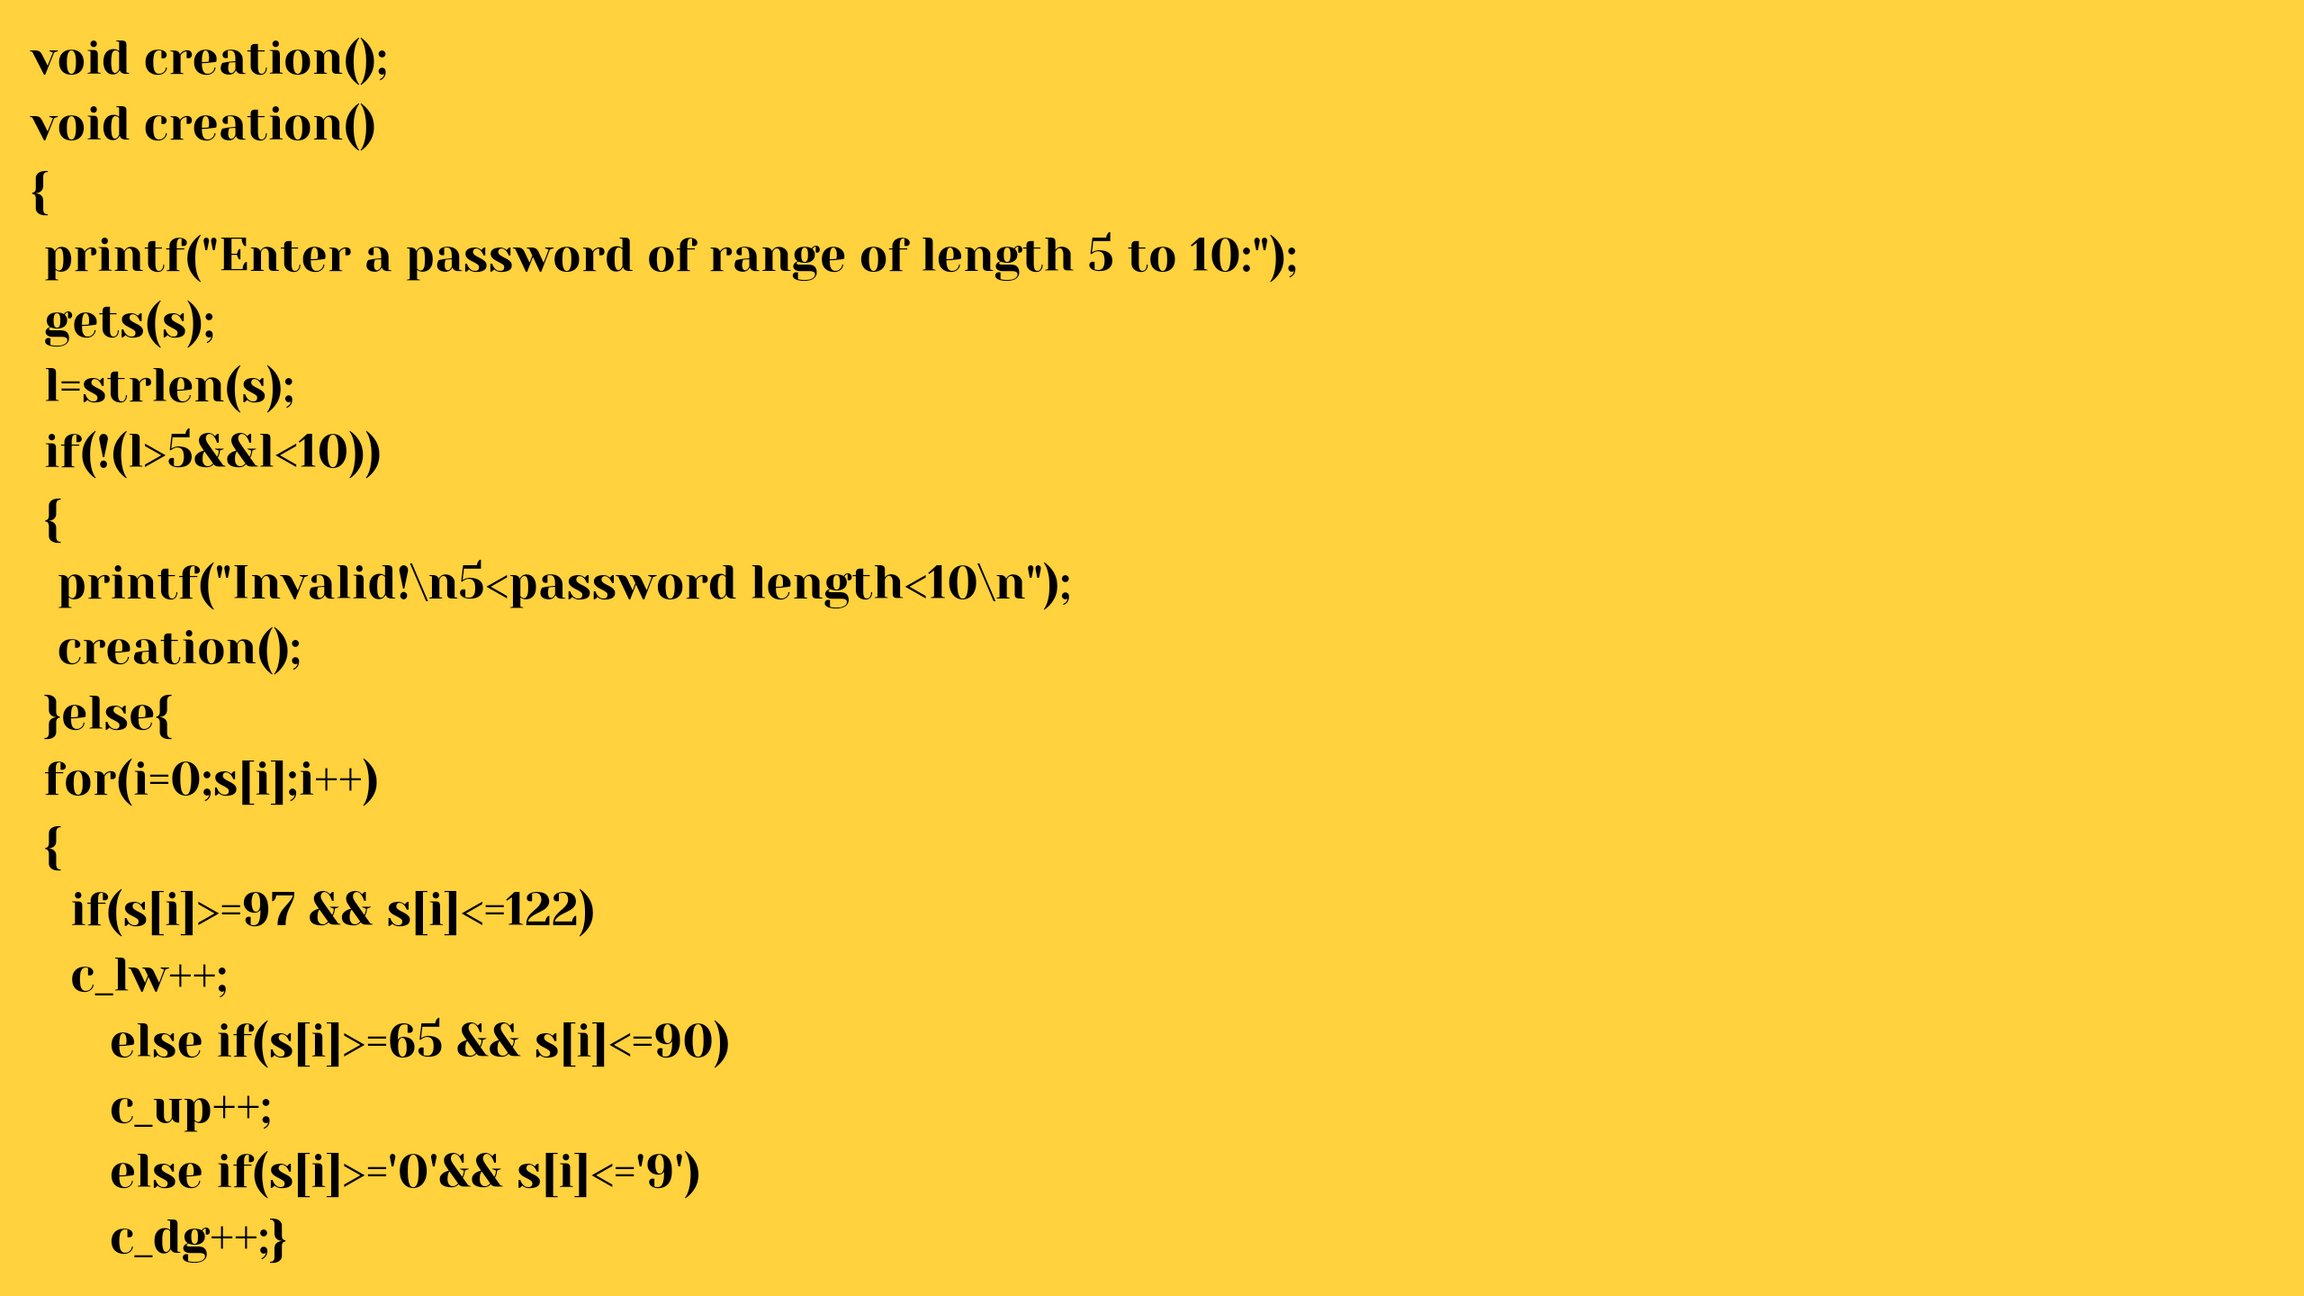 void creation();
void creation()
{
printf("Enter a password of range of length 5 to 10:");
gets(s);
l=strlen(s);
if(!(l>5&&l<10))
{
printf("Invalid!\n5<password length<10\n");
creation();
}else{
for(i=0;s[i];i++)
{
if(s[i]>=97 && s[i]<=122)
c_lw++;
else if(s[i]>=65 && s[i]<=90)
c_up++;
else if(s[i]>='0'&& s[i]<='9')
c_dg++;}